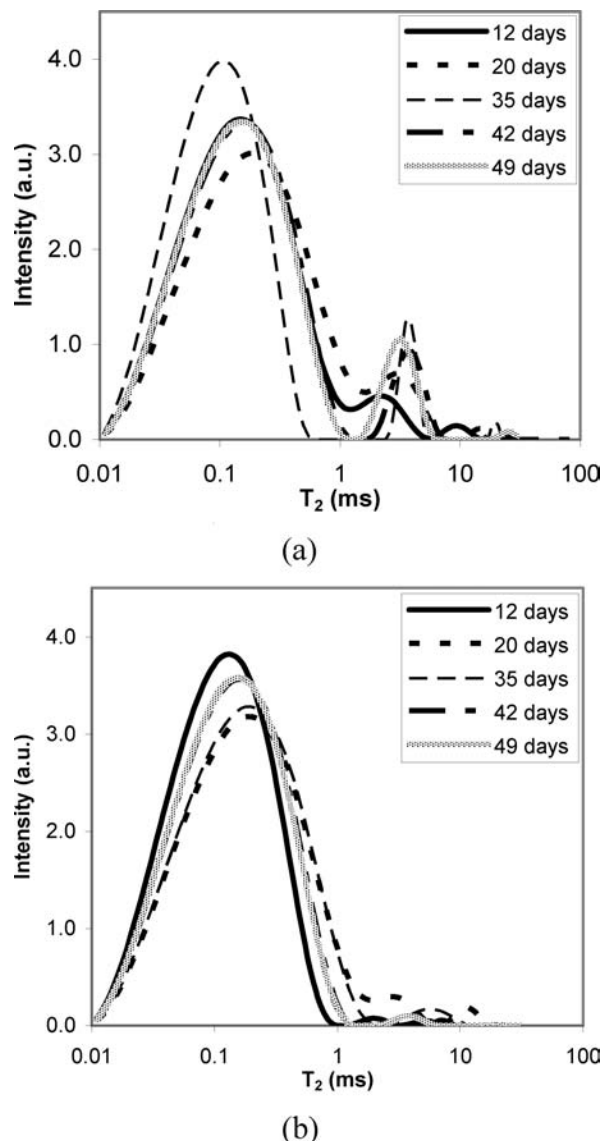 4.0
3.0
2.0
1.0
0.0
Intensity (a.u.)
12 days
20 days
35 days
42 days
49 days
0.01 0.1 1 10 100
T₂ (ms)
(a)
4.0
3.0
2.0
1.0
0.0
Intensity (a.u.)
12 days
20 days
35 days
42 days
49 days
0.01 0.1 1 10 100
T₂ (ms)
(b)